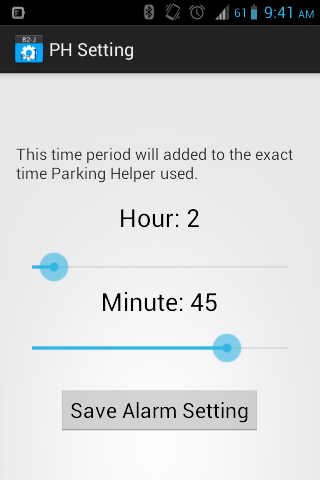 61 9:41 AM
B2-J
PH Setting
This time period will added to the exact
time Parking Helper used.
Hour: 2
Minute: 45
Save Alarm Setting